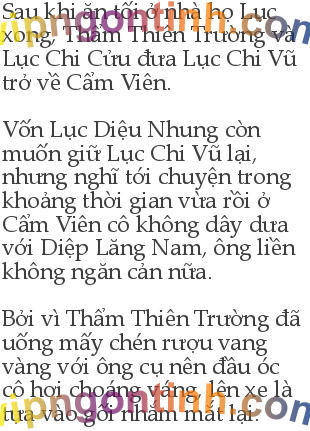 Sau khi ăn tối ở nhà họ Lục
xong, Thẩm Thiên Trường và
Lục Chi Cửu đưa Lục Chi Vũ
trở về Cẩm Viên.
Vốn Lục Diệu Nhung còn
muốn giữ Lục Chi Vũ lại,
nhưng nghĩ tới chuyện trong
khoảng thời gian vừa rồi ở
Cẩm Viên cô không dây dưa
với Diệp Lăng Nam, ông liền
không ngăn cản nữa.
Bởi vì Thẩm Thiên Trường đã
uống mấy chén rượu vang
vàng với ông cụ nên đầu óc
cô hơi choáng váng, lên xe là
tựa vào gối nhắm mắt lại.